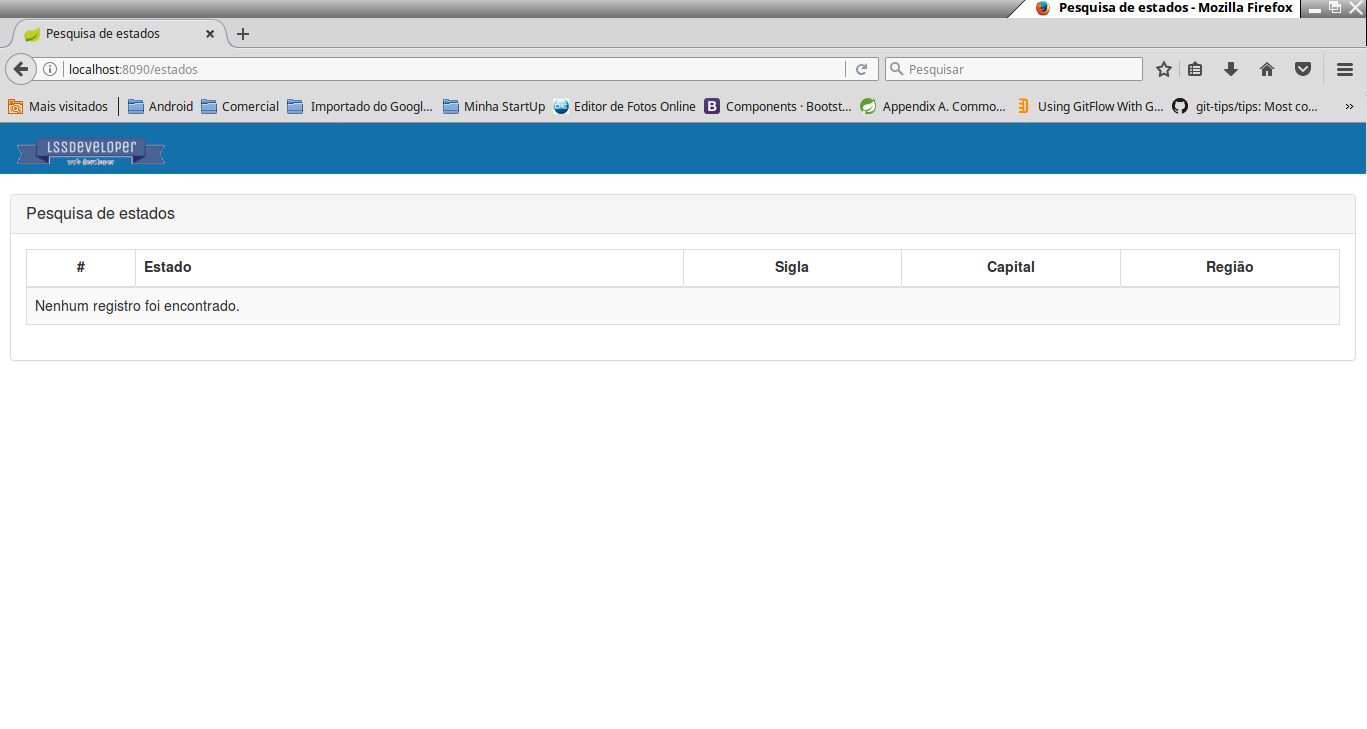 Pesquisa de estados - Mozilla Firefox
Pesquisa de estados
localhost:8090/estados
Pesquisar
Mais visitados Android Comercial Importado do Googl... Minha StartUp Editor de Fotos Online Components · Bootst... Appendix A. Commo... Using GitFlow With G... git-tips/tips: Most co... »
LSSDeveloper
Pesquisa de estados
# Estado Sigla Capital Região
Nenhum registro foi encontrado.